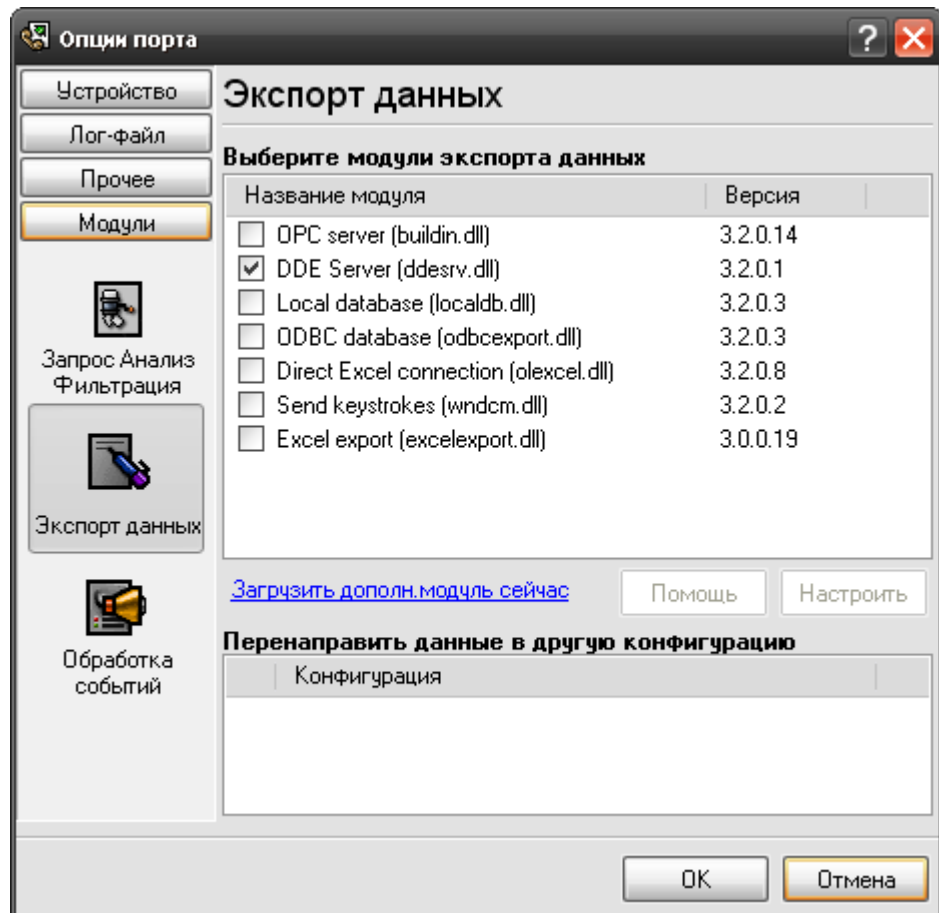 Опции порта
?
Устройство
Лог-файл
Прочее
Модули
Запрос Анализ
Фильтрация
Экспорт данных
Обработка
событий
Экспорт данных
Выберите модули экспорта данных
Название модуля Версия
OPC server (buildin.dll) 3.2.0.14
DDE Server (ddesrv.dll) 3.2.0.1
Local database (localdb.dll) 3.2.0.3
ODBC database (odbcexport.dll) 3.2.0.3
Direct Excel connection (olexcel.dll) 3.2.0.8
Send keystrokes (wndcm.dll) 3.2.0.2
Excel export (excelexport.dll) 3.0.0.19
Загрузить дополн.модуль сейчас Помощь Настроить
Перенаправить данные в другую конфигурацию
Конфигурация
OK Отмена